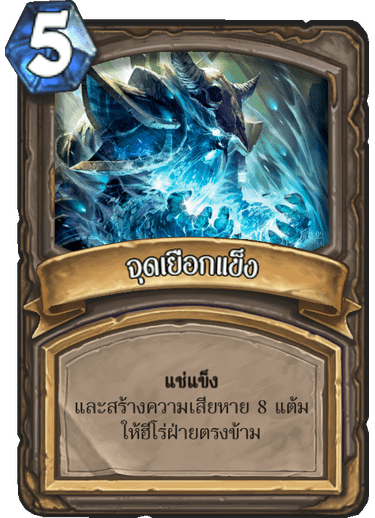 5
จุดเยือกแข็ง
แช่แข็ง
และสร้างความเสียหาย 8 แต้ม
ให้ฮีโร่ฝ่ายตรงข้าม